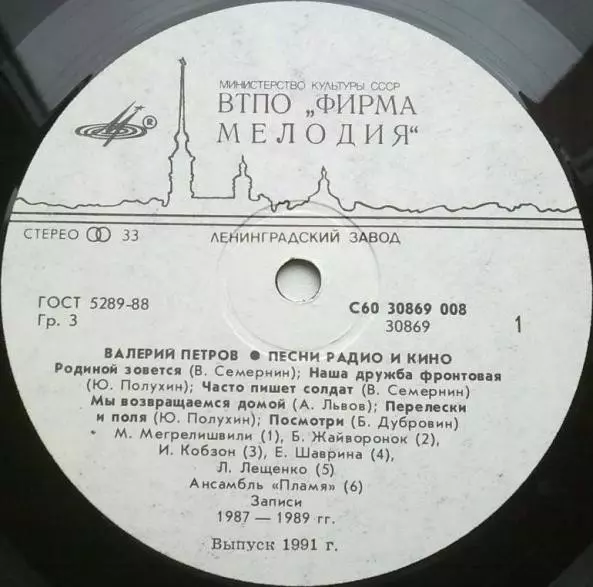 МИНИСТЕРСТВО КУЛЬТУРЫ СССР
ВТПО „ФИРМА
МЕЛОДИЯ“
®
СТЕРЕО 33 ЛЕНИНГРАДСКИЙ ЗАВОД
ГОСТ 5289-88 С60 30869 008
Гр. 3 30869 1
ВАЛЕРИЙ ПЕТРОВ ● ПЕСНИ РАДИО И КИНО
Родиной зовется (В. Семернин); Наша дружба фронтовая
(Ю. Полухин); Часто пишет солдат (В. Семернин)
Мы возвращаемся домой (А. Львов); Перелески
и поля (Ю. Полухин); Посмотри (Б. Дубровин)
М. Мегрелишвили (1), Б. Жайворонок (2),
И. Кобзон (3), Е. Шаврина (4),
Л. Лещенко (5)
Ансамбль «Пламя» (6)
Записи
1987 — 1989 гг.
Выпуск 1991 г.